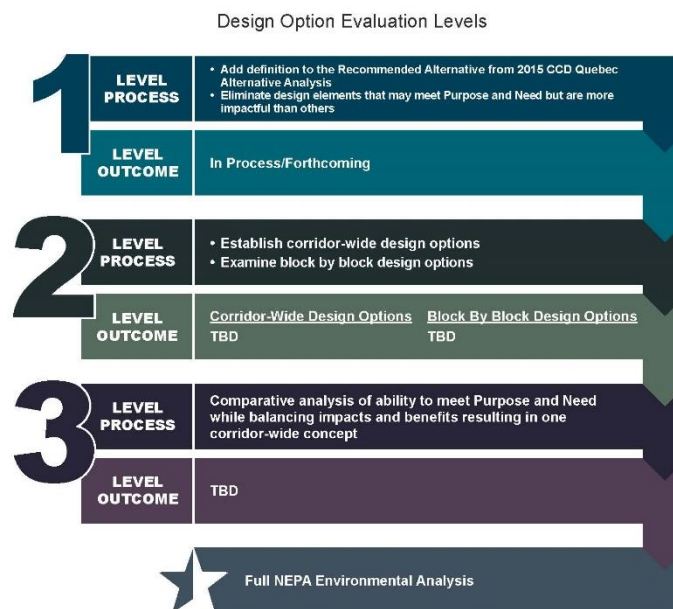 Design Option Evaluation Levels
1
LEVEL
PROCESS
• Add definition to the Recommended Alternative from 2015 CCD Quebec
Alternative Analysis
• Eliminate design elements that may meet Purpose and Need but are more
impactful than others
LEVEL
OUTCOME
In Process/Forthcoming
2
LEVEL
PROCESS
• Establish corridor-wide design options
• Examine block by block design options
LEVEL
OUTCOME
Corridor-Wide Design Options
TBD
Block By Block Design Options
TBD
3
LEVEL
PROCESS
Comparative analysis of ability to meet Purpose and Need
while balancing impacts and benefits resulting in one
corridor-wide concept
LEVEL
OUTCOME
TBD
Full NEPA Environmental Analysis